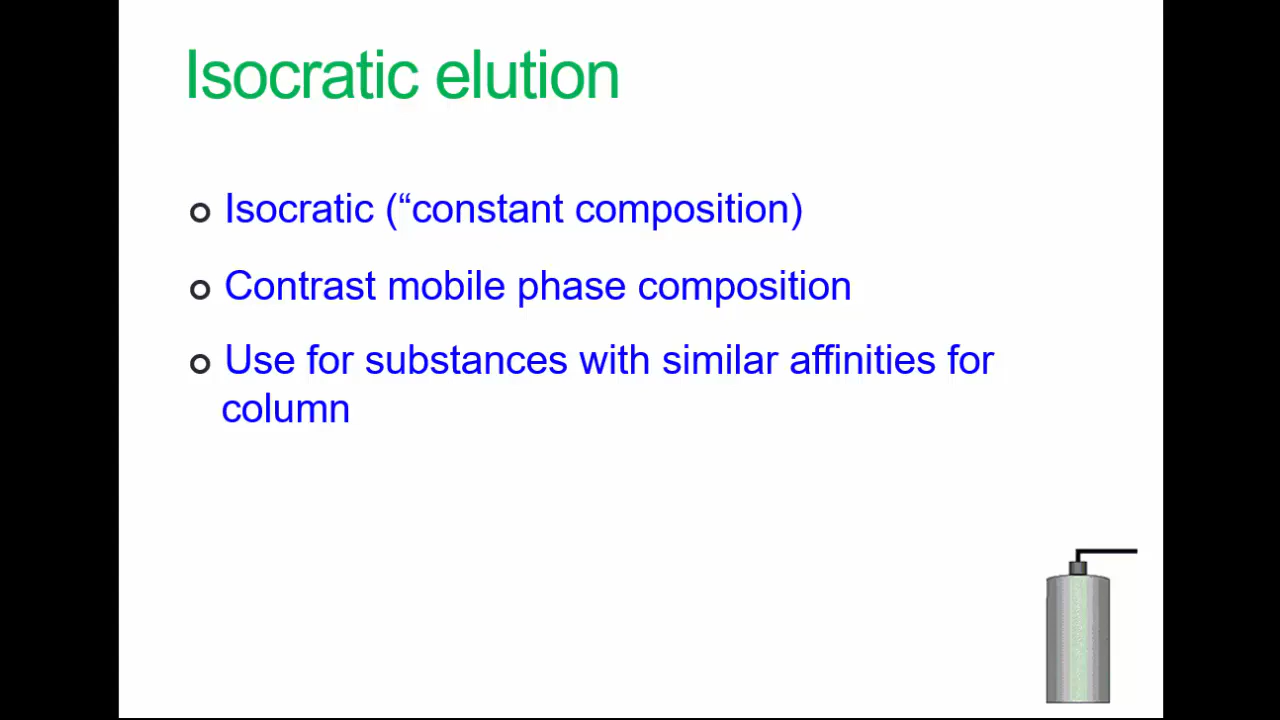 Isocratic elution
Isocratic (“constant composition)
Contrast mobile phase composition
Use for substances with similar affinities for
column